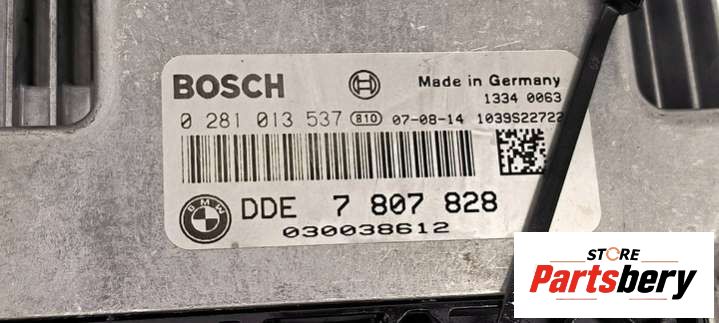 BOSCH
Made in Germany
1334 0063
0 281 013 537 810 07-08-14 1039S22722
BMW
DDE 7 807 828
030038612
STORE
Partsbery